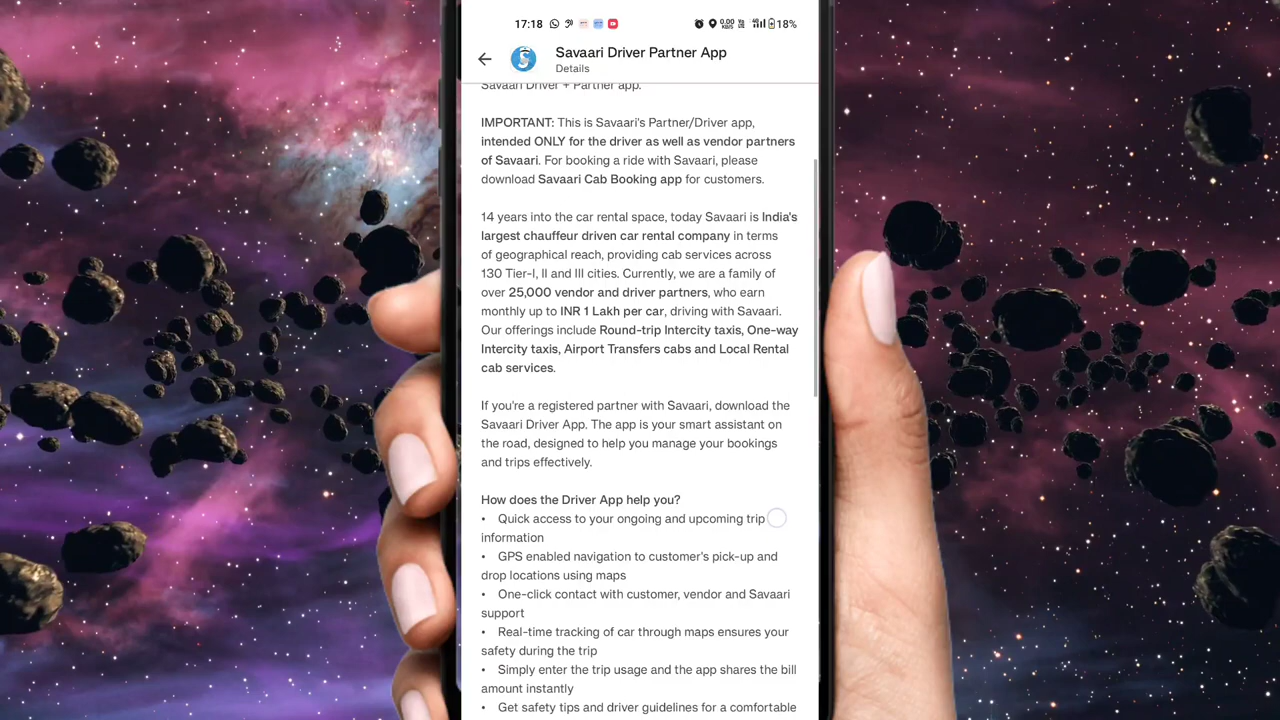 17:18
18%
Savaari Driver Partner App
Details
Savaari Driver + Partner app.
IMPORTANT: This is Savaari's Partner/Driver app,
intended ONLY for the driver as well as vendor partners
of Savaari. For booking a ride with Savaari, please
download Savaari Cab Booking app for customers.
14 years into the car rental space, today Savaari is India's
largest chauffeur driven car rental company in terms
of geographical reach, providing cab services across
130 Tier-I, II and III cities. Currently, we are a family of
over 25,000 vendor and driver partners, who earn
monthly up to INR 1 Lakh per car, driving with Savaari.
Our offerings include Round-trip Intercity taxis, One-way
Intercity taxis, Airport Transfers cabs and Local Rental
cab services.
If you're a registered partner with Savaari, download the
Savaari Driver App. The app is your smart assistant on
the road, designed to help you manage your bookings
and trips effectively.
How does the Driver App help you?
• Quick access to your ongoing and upcoming trip
information
• GPS enabled navigation to customer's pick-up and
drop locations using maps
• One-click contact with customer, vendor and Savaari
support
• Real-time tracking of car through maps ensures your
safety during the trip
• Simply enter the trip usage and the app shares the bill
amount instantly
• Get safety tips and driver guidelines for a comfortable